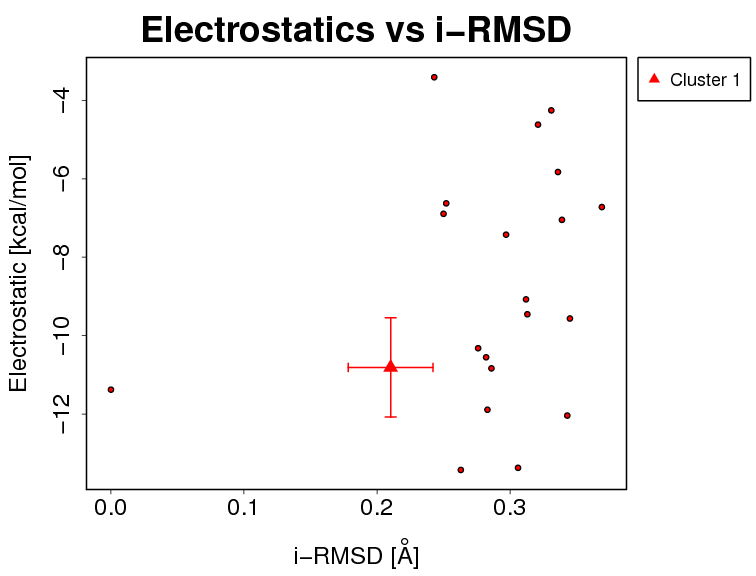 Electrostatics vs i−RMSD
Cluster 1
Electrostatic [kcal/mol]
−4
−6
−8
−10
−12
0.0 0.1 0.2 0.3
i−RMSD [Å]